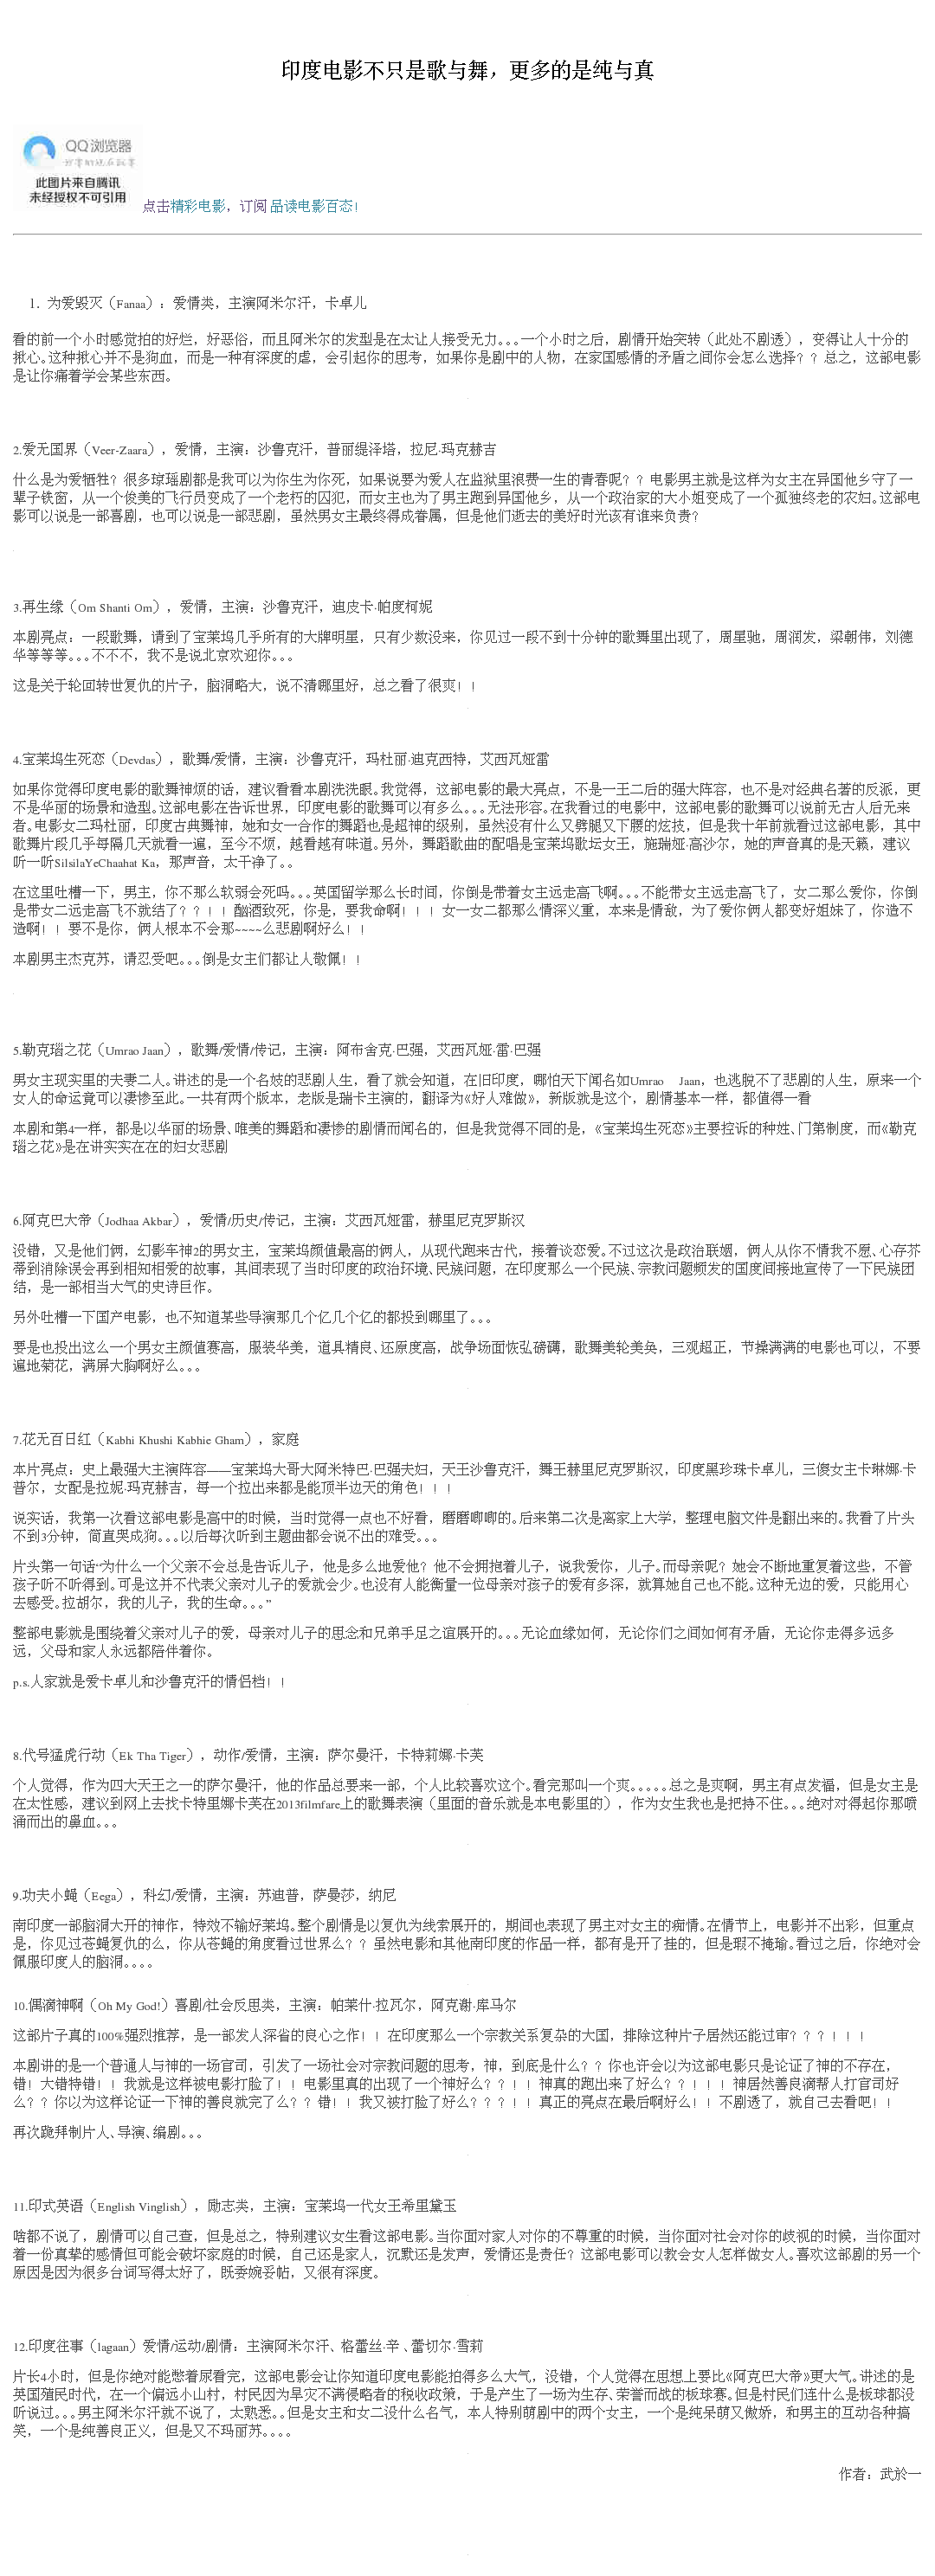 印度电影不只是歌与舞，更多的是纯与真
QQ浏览器
此图片来自腾讯
未经授权不可引用
点击精彩电影，订阅 品读电影百态！
1. 为爱毁灭（Fanaa）：爱情类，主演阿米尔汗，卡卓儿
看的前一个小时感觉拍的好烂，好恶俗，而且阿米尔的发型是在太让人接受无力。。。一个小时之后，剧情开始突转（此处不剧透），变得让人十分的
揪心。这种揪心并不是狗血，而是一种有深度的虐，会引起你的思考，如果你是剧中的人物，在家国感情的矛盾之间你会怎么选择？？总之，这部电影
是让你痛着学会某些东西。
2.爱无国界（Veer-Zaara），爱情，主演：沙鲁克汗，普丽缇泽塔，拉尼·玛克赫吉
什么是为爱牺牲？很多琼瑶剧都是我可以为你生为你死，如果说要为爱人在监狱里浪费一生的青春呢？？电影男主就是这样为女主在异国他乡守了一
辈子铁窗，从一个俊美的飞行员变成了一个老朽的囚犯，而女主也为了男主跑到异国他乡，从一个政治家的大小姐变成了一个孤独终老的农妇。这部电
影可以说是一部喜剧，也可以说是一部悲剧，虽然男女主最终得成眷属，但是他们逝去的美好时光该有谁来负责？
3.再生缘（Om Shanti Om），爱情，主演：沙鲁克汗，迪皮卡·帕度柯妮
本剧亮点：一段歌舞，请到了宝莱坞几乎所有的大牌明星，只有少数没来，你见过一段不到十分钟的歌舞里出现了，周星驰，周润发，梁朝伟，刘德
华等等等。。。不不不，我不是说北京欢迎你。。。
这是关于轮回转世复仇的片子，脑洞略大，说不清哪里好，总之看了很爽！！
4.宝莱坞生死恋（Devdas），歌舞/爱情，主演：沙鲁克汗，玛杜丽·迪克西特，艾西瓦娅雷
如果你觉得印度电影的歌舞神烦的话，建议看看本剧洗洗眼。我觉得，这部电影的最大亮点，不是一王二后的强大阵容，也不是对经典名著的反派，更
不是华丽的场景和造型。这部电影在告诉世界，印度电影的歌舞可以有多么。。。无法形容。在我看过的电影中，这部电影的歌舞可以说前无古人后无来
者。电影女二玛杜丽，印度古典舞神，她和女一合作的舞蹈也是超神的级别，虽然没有什么又劈腿又下腰的炫技，但是我十年前就看过这部电影，其中
歌舞片段几乎每隔几天就看一遍，至今不烦，越看越有味道。另外，舞蹈歌曲的配唱是宝莱坞歌坛女王，施瑞娅·高沙尔，她的声音真的是天籁，建议
听一听SilsilaYeChaahat Ka，那声音，太干净了。。
在这里吐槽一下，男主，你不那么软弱会死吗。。。英国留学那么长时间，你倒是带着女主远走高飞啊。。。不能带女主远走高飞了，女二那么爱你，你倒
是带女二远走高飞不就结了？？！！酗酒致死，你是，要我命啊！！！女一女二都那么情深义重，本来是情敌，为了爱你俩人都变好姐妹了，你造不
造啊！！要不是你，俩人根本不会那~~~~么悲剧啊好么！！
本剧男主杰克苏，请忍受吧。。。倒是女主们都让人敬佩！！
5.勒克瑙之花（Umrao Jaan），歌舞/爱情/传记，主演：阿布舍克·巴强，艾西瓦娅·雷·巴强
男女主现实里的夫妻二人。讲述的是一个名妓的悲剧人生，看了就会知道，在旧印度，哪怕天下闻名如Umrao Jaan，也逃脱不了悲剧的人生，原来一个
女人的命运竟可以凄惨至此。一共有两个版本，老版是瑞卡主演的，翻译为《好人难做》，新版就是这个，剧情基本一样，都值得一看
本剧和第4一样，都是以华丽的场景、唯美的舞蹈和凄惨的剧情而闻名的，但是我觉得不同的是，《宝莱坞生死恋》主要控诉的种姓、门第制度，而《勒克
瑙之花》是在讲实实在在的妇女悲剧
6.阿克巴大帝（Jodhaa Akbar），爱情/历史/传记，主演：艾西瓦娅雷，赫里尼克罗斯汉
没错，又是他们俩，幻影车神2的男女主，宝莱坞颜值最高的俩人，从现代跑来古代，接着谈恋爱。不过这次是政治联姻，俩人从你不情我不愿、心存芥
蒂到消除误会再到相知相爱的故事，其间表现了当时印度的政治环境、民族问题，在印度那么一个民族、宗教问题频发的国度间接地宣传了一下民族团
结，是一部相当大气的史诗巨作。
另外吐槽一下国产电影，也不知道某些导演那几个亿几个亿的都投到哪里了。。。
要是也投出这么一个男女主颜值赛高，服装华美，道具精良、还原度高，战争场面恢弘磅礴，歌舞美轮美奂，三观超正，节操满满的电影也可以，不要
遍地菊花，满屏大胸啊好么。。。
7.花无百日红（Kabhi Khushi Kabhie Gham），家庭
本片亮点：史上最强大主演阵容——宝莱坞大哥大阿米特巴·巴强夫妇，天王沙鲁克汗，舞王赫里尼克罗斯汉，印度黑珍珠卡卓儿，三傻女主卡琳娜·卡
普尔，女配是拉妮·玛克赫吉，每一个拉出来都是能顶半边天的角色！！！
说实话，我第一次看这部电影是高中的时候，当时觉得一点也不好看，磨磨唧唧的。后来第二次是离家上大学，整理电脑文件是翻出来的。我看了片头
不到3分钟，简直哭成狗。。。以后每次听到主题曲都会说不出的难受。。。
片头第一句话“为什么一个父亲不会总是告诉儿子，他是多么地爱他？他不会拥抱着儿子，说我爱你，儿子。而母亲呢？她会不断地重复着这些，不管
孩子听不听得到。可是这并不代表父亲对儿子的爱就会少。也没有人能衡量一位母亲对孩子的爱有多深，就算她自己也不能。这种无边的爱，只能用心
去感受。拉胡尔，我的儿子，我的生命。。。”
整部电影就是围绕着父亲对儿子的爱，母亲对儿子的思念和兄弟手足之谊展开的。。。无论血缘如何，无论你们之间如何有矛盾，无论你走得多远多
远，父母和家人永远都陪伴着你。
p.s.人家就是爱卡卓儿和沙鲁克汗的情侣档！！
8.代号猛虎行动（Ek Tha Tiger），动作/爱情，主演：萨尔曼汗，卡特莉娜·卡芙
个人觉得，作为四大天王之一的萨尔曼汗，他的作品总要来一部，个人比较喜欢这个。看完那叫一个爽。。。。。总之是爽啊，男主有点发福，但是女主是
在太性感，建议到网上去找卡特里娜卡芙在2013filmfare上的歌舞表演（里面的音乐就是本电影里的），作为女生我也是把持不住。。。绝对对得起你那喷
涌而出的鼻血。。。
9.功夫小蝇（Eega），科幻/爱情，主演：苏迪普，萨曼莎，纳尼
南印度一部脑洞大开的神作，特效不输好莱坞。整个剧情是以复仇为线索展开的，期间也表现了男主对女主的痴情。在情节上，电影并不出彩，但重点
是，你见过苍蝇复仇的么，你从苍蝇的角度看过世界么？？虽然电影和其他南印度的作品一样，都有是开了挂的，但是瑕不掩瑜。看过之后，你绝对会
佩服印度人的脑洞。。。。
10.偶滴神啊（Oh My God!）喜剧/社会反思类，主演：帕莱什·拉瓦尔，阿克谢·库马尔
这部片子真的100%强烈推荐，是一部发人深省的良心之作！！在印度那么一个宗教关系复杂的大国，排除这种片子居然还能过审？？？！！！
本剧讲的是一个普通人与神的一场官司，引发了一场社会对宗教问题的思考，神，到底是什么？？你也许会以为这部电影只是论证了神的不存在，
错！大错特错！！我就是这样被电影打脸了！！电影里真的出现了一个神好么？？！！神真的跑出来了好么？？！！！神居然善良滴帮人打官司好
么？？你以为这样论证一下神的善良就完了么？？错！！我又被打脸了好么？？？！！真正的亮点在最后啊好么！！不剧透了，就自己去看吧！！
再次跪拜制片人、导演、编剧。。。
11.印式英语（English Vinglish），励志类，主演：宝莱坞一代女王希里黛玉
啥都不说了，剧情可以自己查，但是总之，特别建议女生看这部电影。当你面对家人对你的不尊重的时候，当你面对社会对你的歧视的时候，当你面对
着一份真挚的感情但可能会破坏家庭的时候，自己还是家人，沉默还是发声，爱情还是责任？这部电影可以教会女人怎样做女人。喜欢这部剧的另一个
原因是因为很多台词写得太好了，既委婉妥帖，又很有深度。
12.印度往事（lagaan）爱情/运动/剧情：主演阿米尔汗、格蕾丝·辛 、蕾切尔·雪莉
片长4小时，但是你绝对能憋着尿看完，这部电影会让你知道印度电影能拍得多么大气，没错，个人觉得在思想上要比《阿克巴大帝》更大气。讲述的是
英国殖民时代，在一个偏远小山村，村民因为旱灾不满侵略者的税收政策，于是产生了一场为生存、荣誉而战的板球赛。但是村民们连什么是板球都没
听说过。。。男主阿米尔汗就不说了，太熟悉。。但是女主和女二没什么名气，本人特别萌剧中的两个女主，一个是纯呆萌又傲娇，和男主的互动各种搞
笑，一个是纯善良正义，但是又不玛丽苏。。。。
作者：武於一